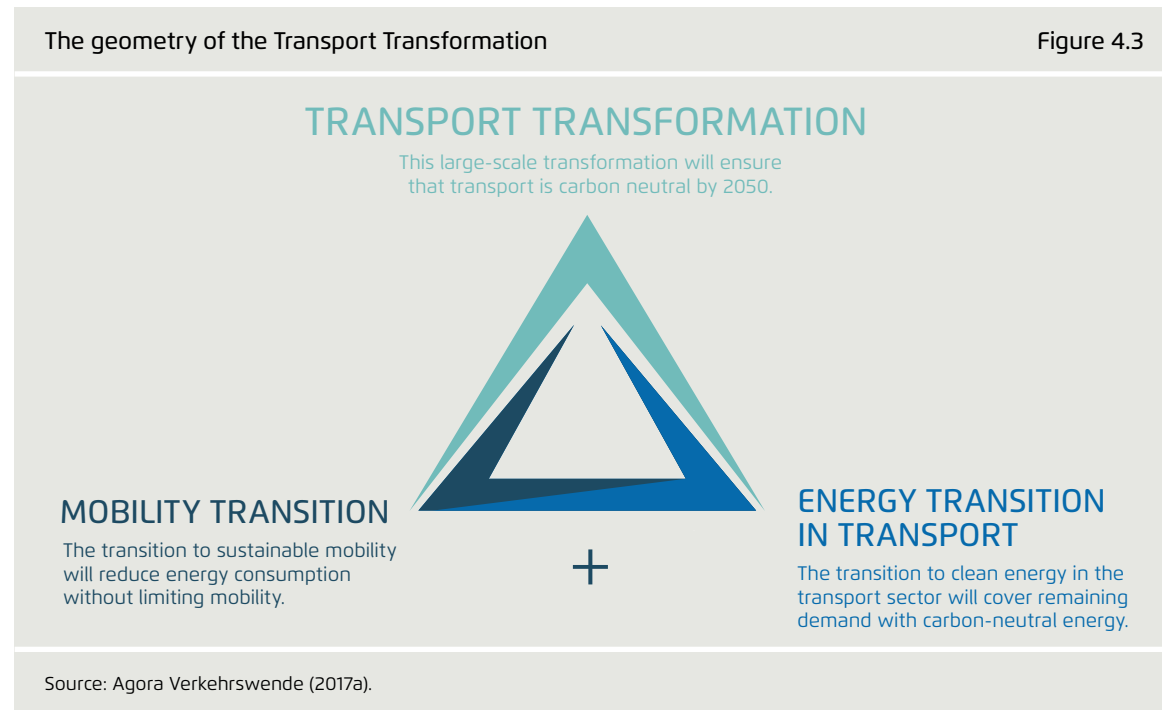 The geometry of the Transport Transformation
Figure 4.3
TRANSPORT TRANSFORMATION
This large-scale transformation will ensure
that transport is carbon neutral by 2050.
MOBILITY TRANSITION
The transition to sustainable mobility
will reduce energy consumption
without limiting mobility.
+
ENERGY TRANSITION
IN TRANSPORT
The transition to clean energy in the
transport sector will cover remaining
demand with carbon-neutral energy.
Source: Agora Verkehrswende (2017a).